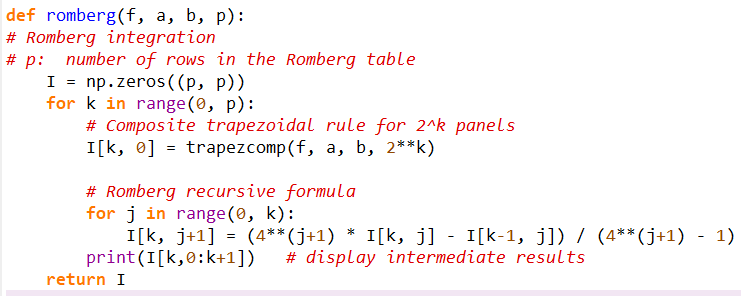 def romberg(f, a, b, p):
# Romberg integration
# p:  number of rows in the Romberg table
    I = np.zeros((p, p))
    for k in range(0, p):
        # Composite trapezoidal rule for 2^k panels
        I[k, 0] = trapezcomp(f, a, b, 2**k)

        # Romberg recursive formula
        for j in range(0, k):
            I[k, j+1] = (4**(j+1) * I[k, j] - I[k-1, j]) / (4**(j+1) - 1)
        print(I[k,0:k+1])   # display intermediate results
    return I